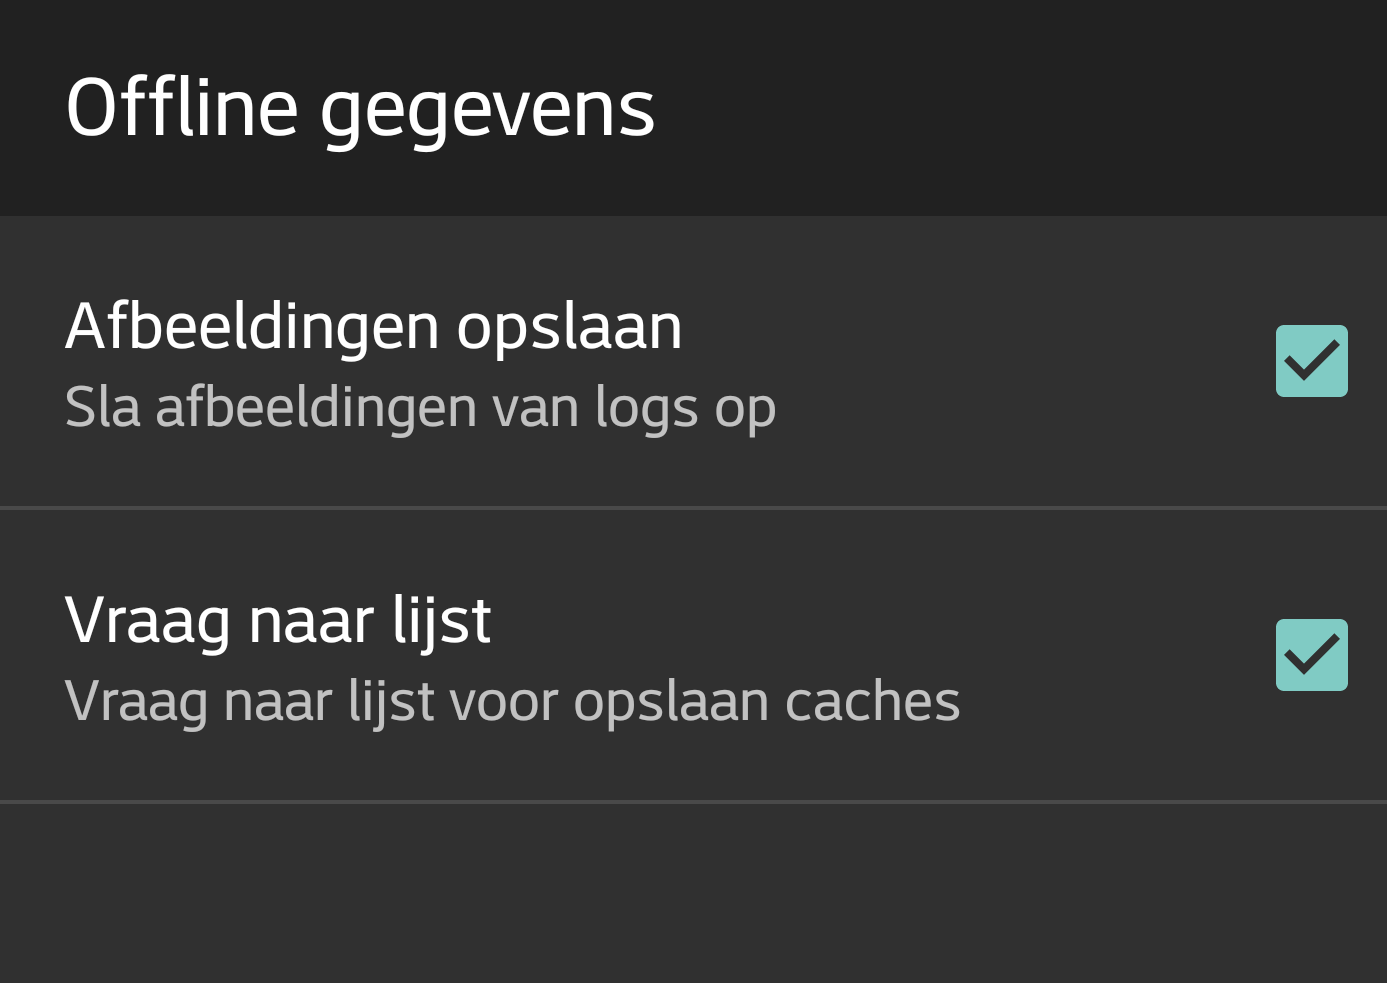 Offline gegevens
Afbeeldingen opslaan
Sla afbeeldingen van logs op
Vraag naar lijst
Vraag naar lijst voor opslaan caches